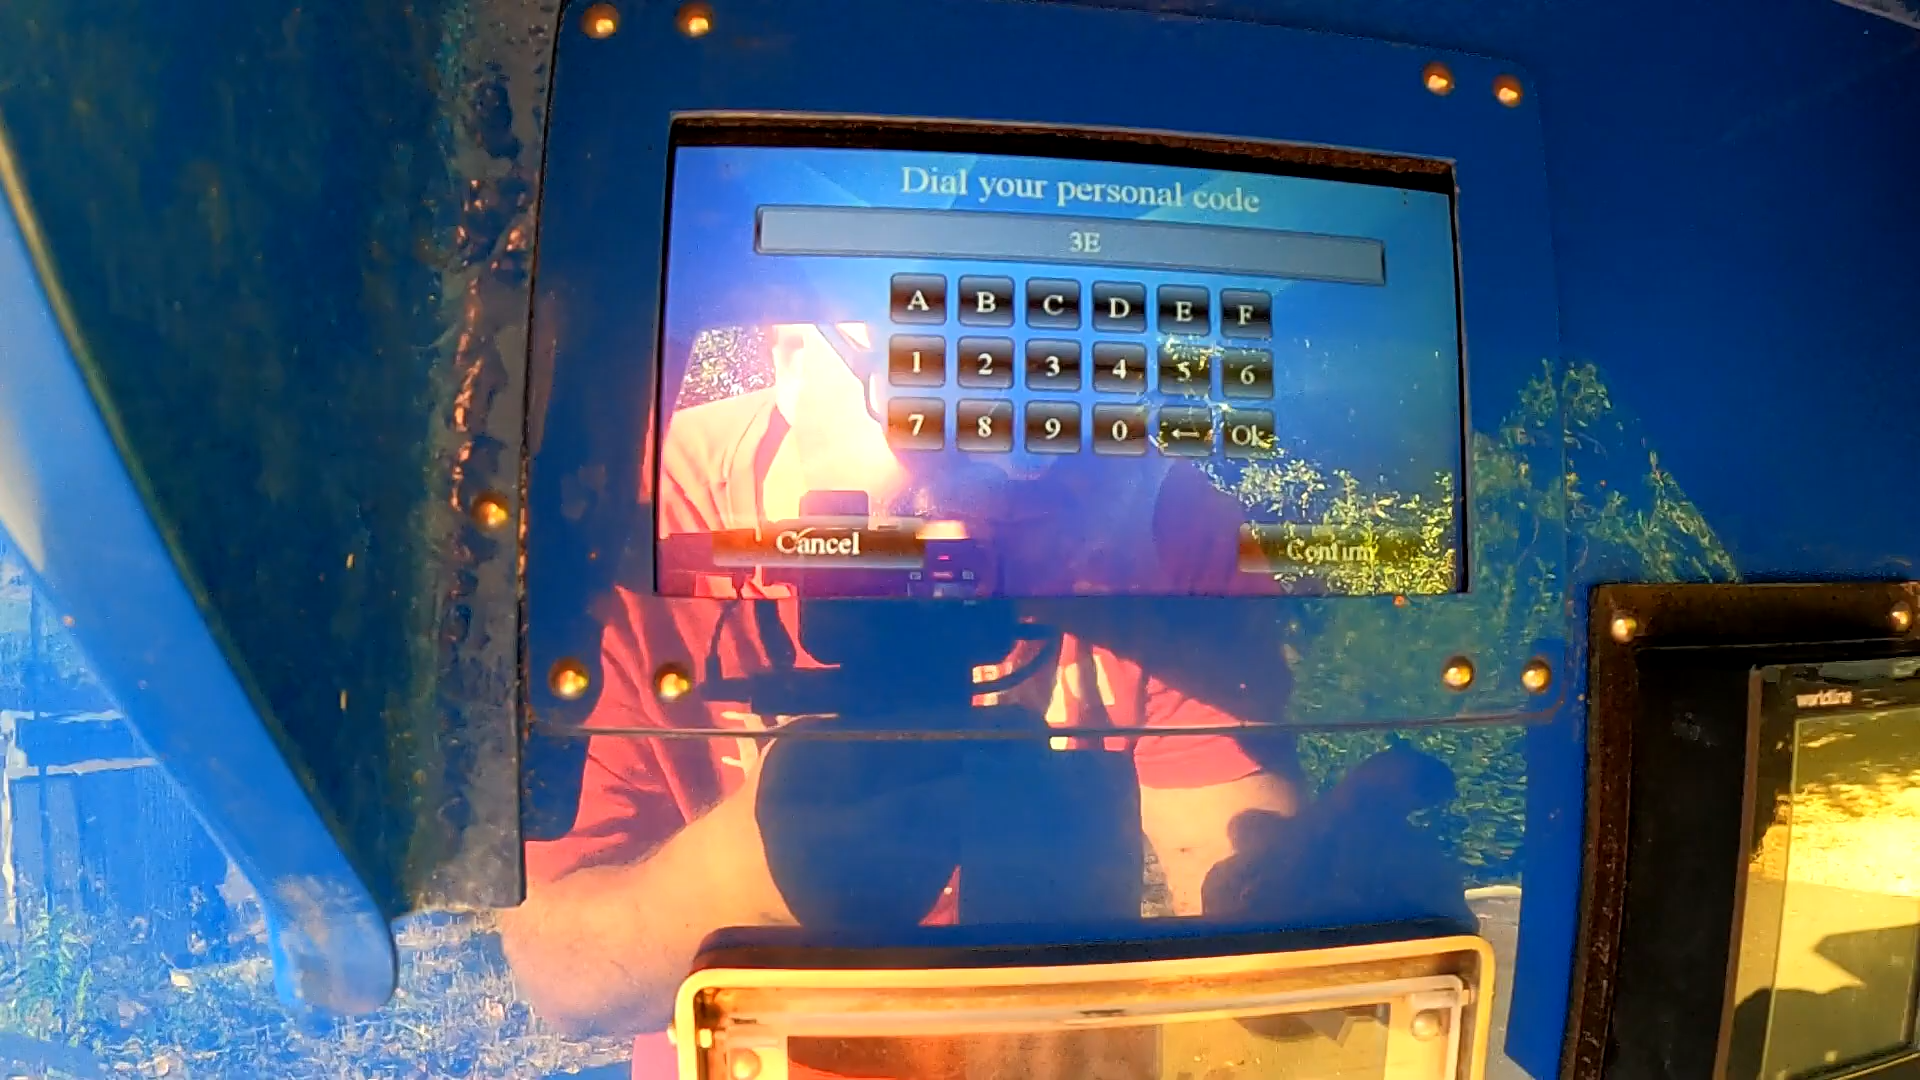 Dial your personal code
3E
A B C D E F
1 2 3 4 5 6
7 8 9 0 ← Ok
Cancel Confirm
worldline